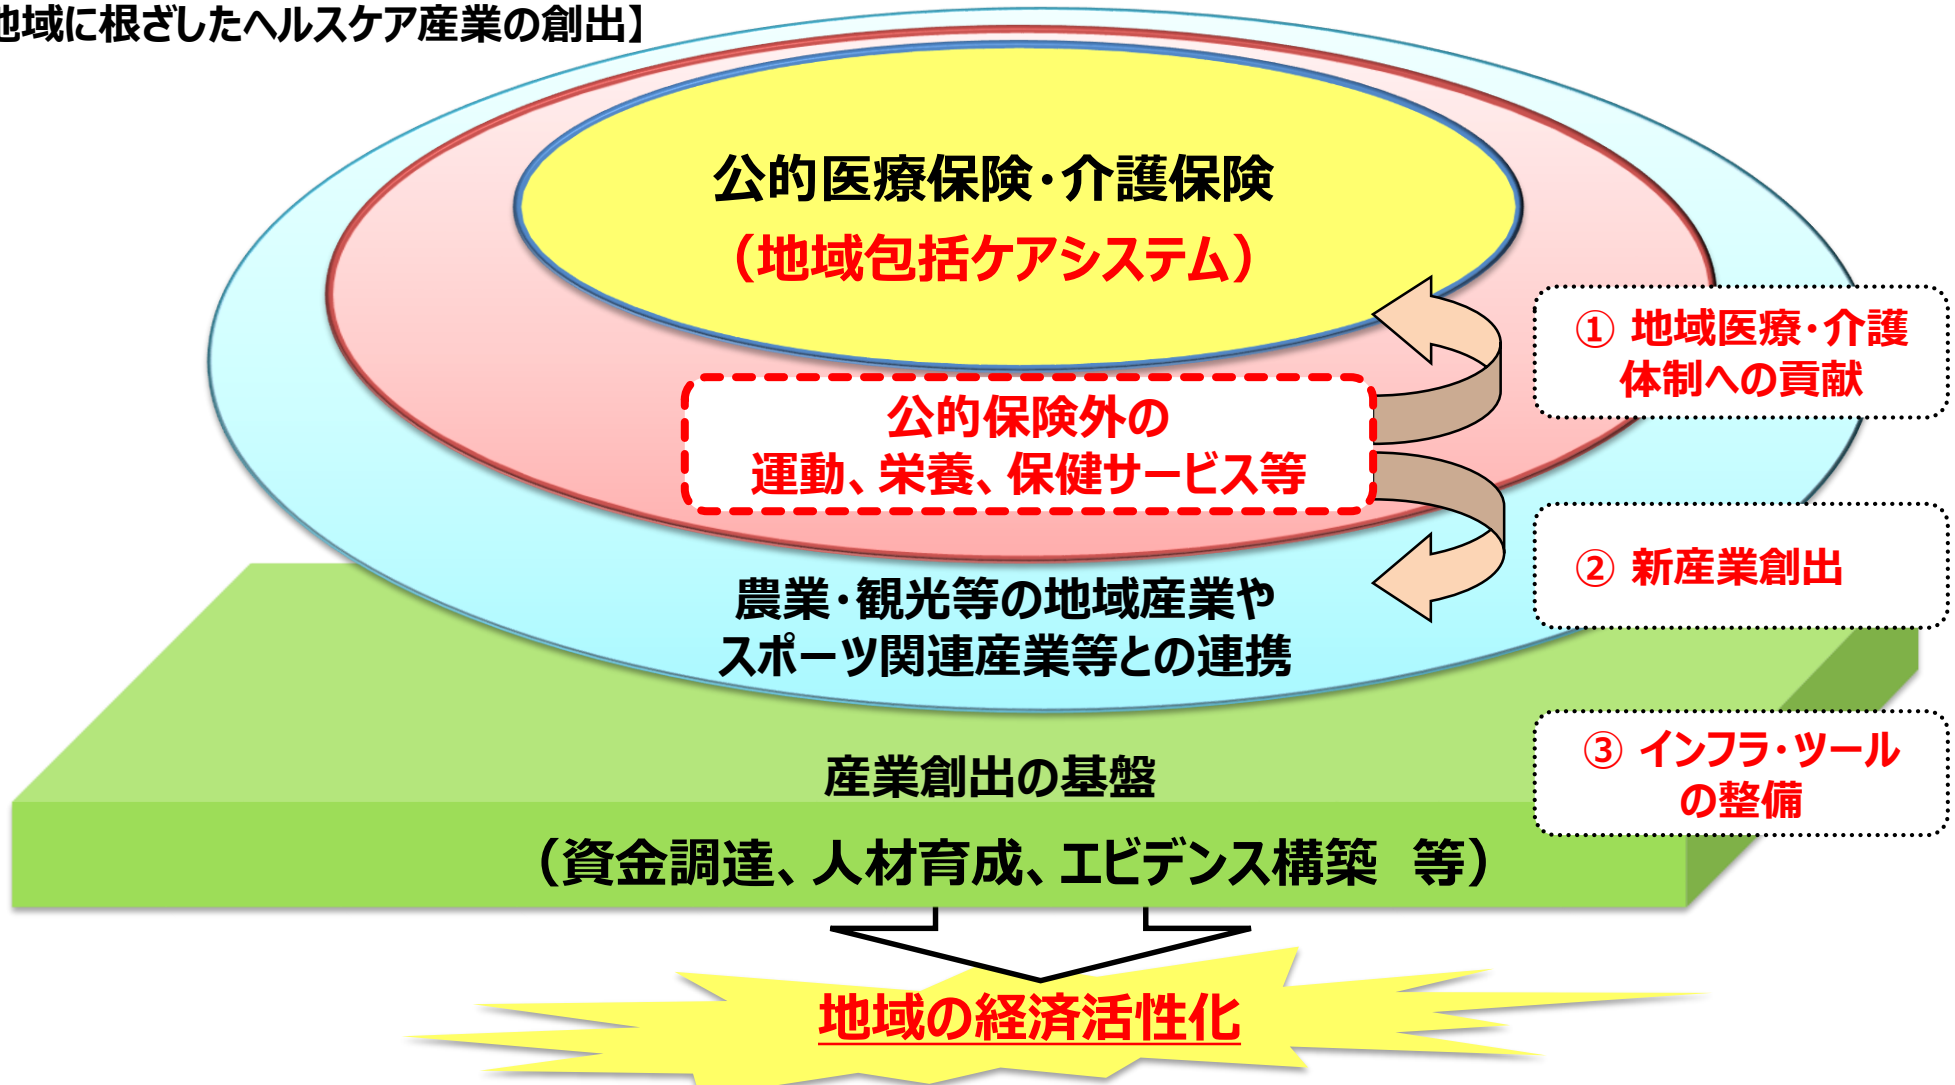 地域に根ざしたヘルスケア産業の創出】
公的医療保険・介護保険
（地域包括ケアシステム）
① 地域医療・介護
体制への貢献
公的保険外の
運動、栄養、保健サービス等
② 新産業創出
農業・観光等の地域産業や
スポーツ関連産業等との連携
③ インフラ・ツール
の整備
産業創出の基盤
（資金調達、人材育成、エビデンス構築　等）
地域の経済活性化